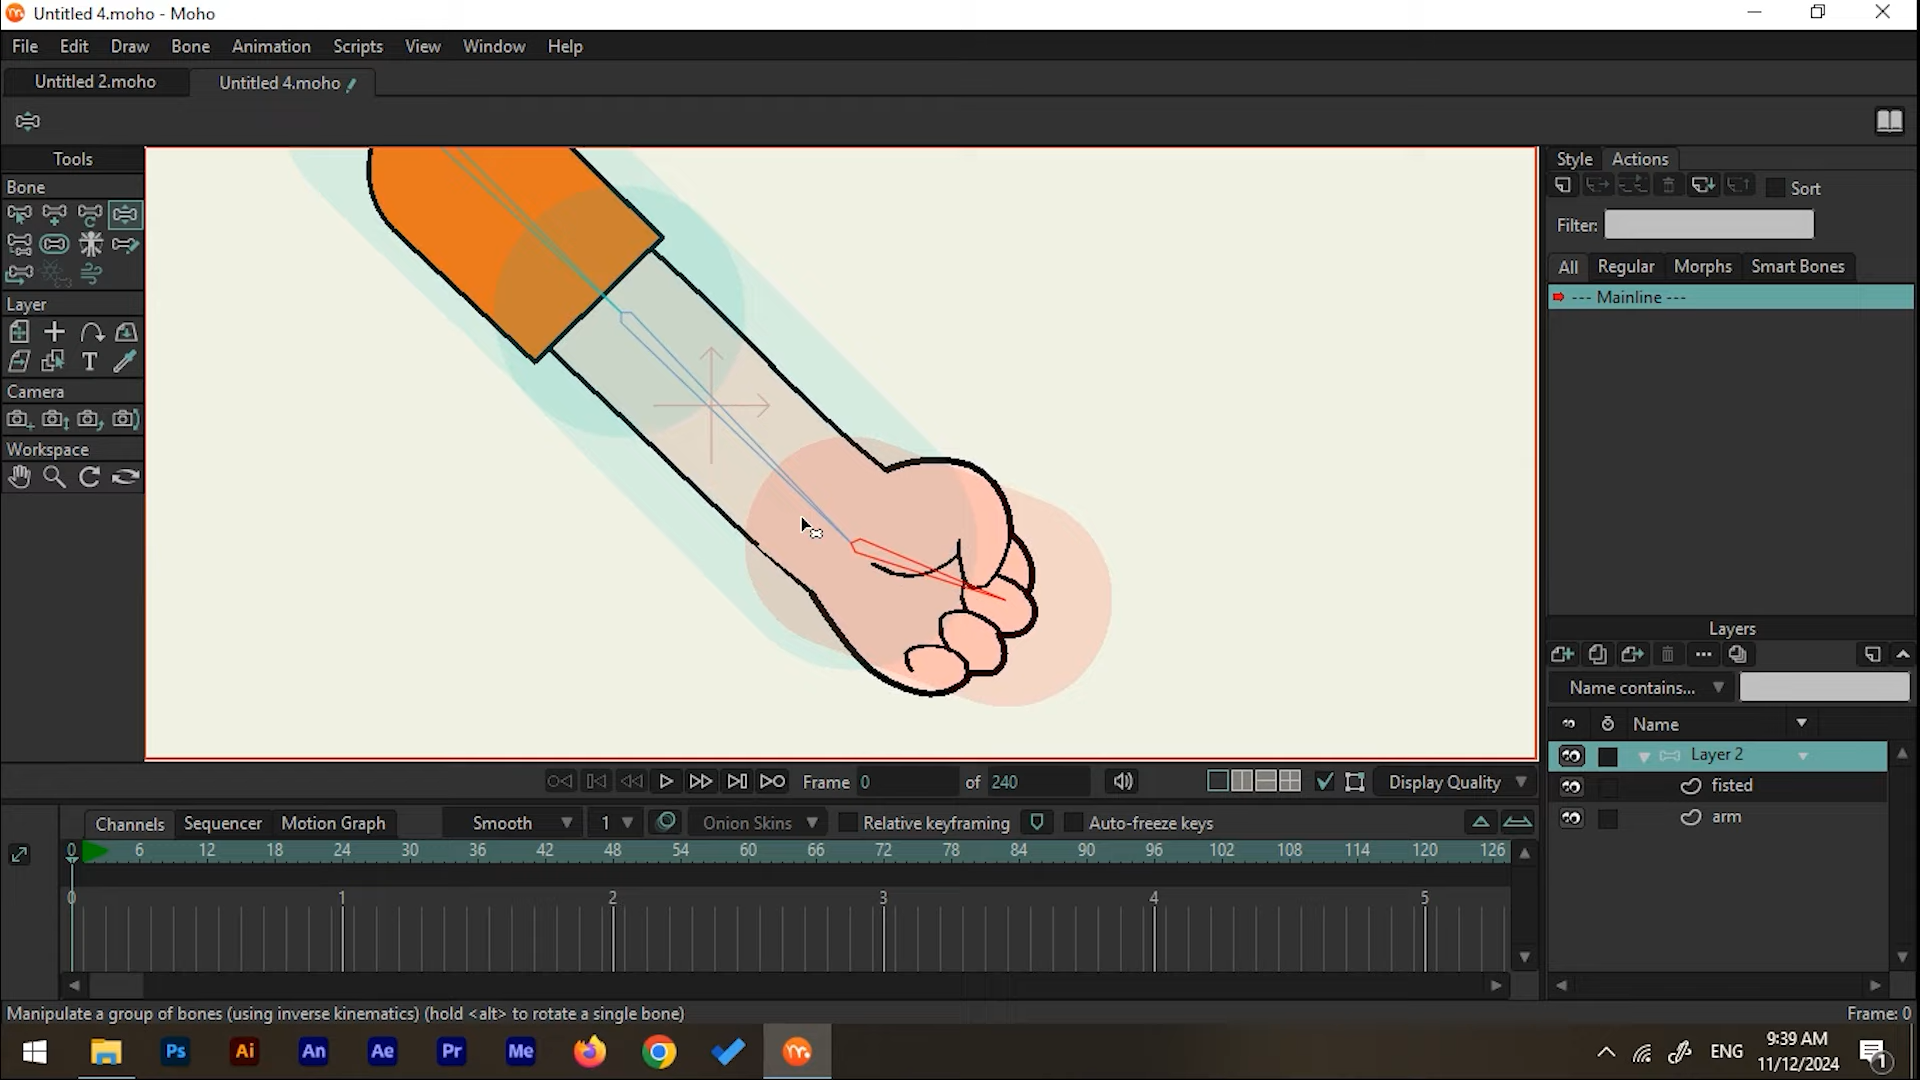 Untitled 4.moho - Moho
File Edit Draw Bone Animation Scripts View Window Help
Untitled 2.moho Untitled 4.moho
Tools
Bone
Layer
T
Camera
Workspace
Style Actions
Sort
Filter:
All Regular Morphs Smart Bones
--- Mainline ---
Layers
Name contains...
Name
Layer 2
fisted
arm
Frame 0 of 240 Display Quality
Channels Sequencer Motion Graph Smooth 1 Onion Skins Relative keyframing Auto-freeze keys
0 6 12 18 24 30 36 42 48 54 60 66 72 78 84 90 96 102 108 114 120 126
0 1 2 3 4 5
Manipulate a group of bones (using inverse kinematics) (hold <alt> to rotate a single bone)
Frame: 0
Ps Ai An Ae Pr Me
ENG
9:39 AM
11/12/2024
1